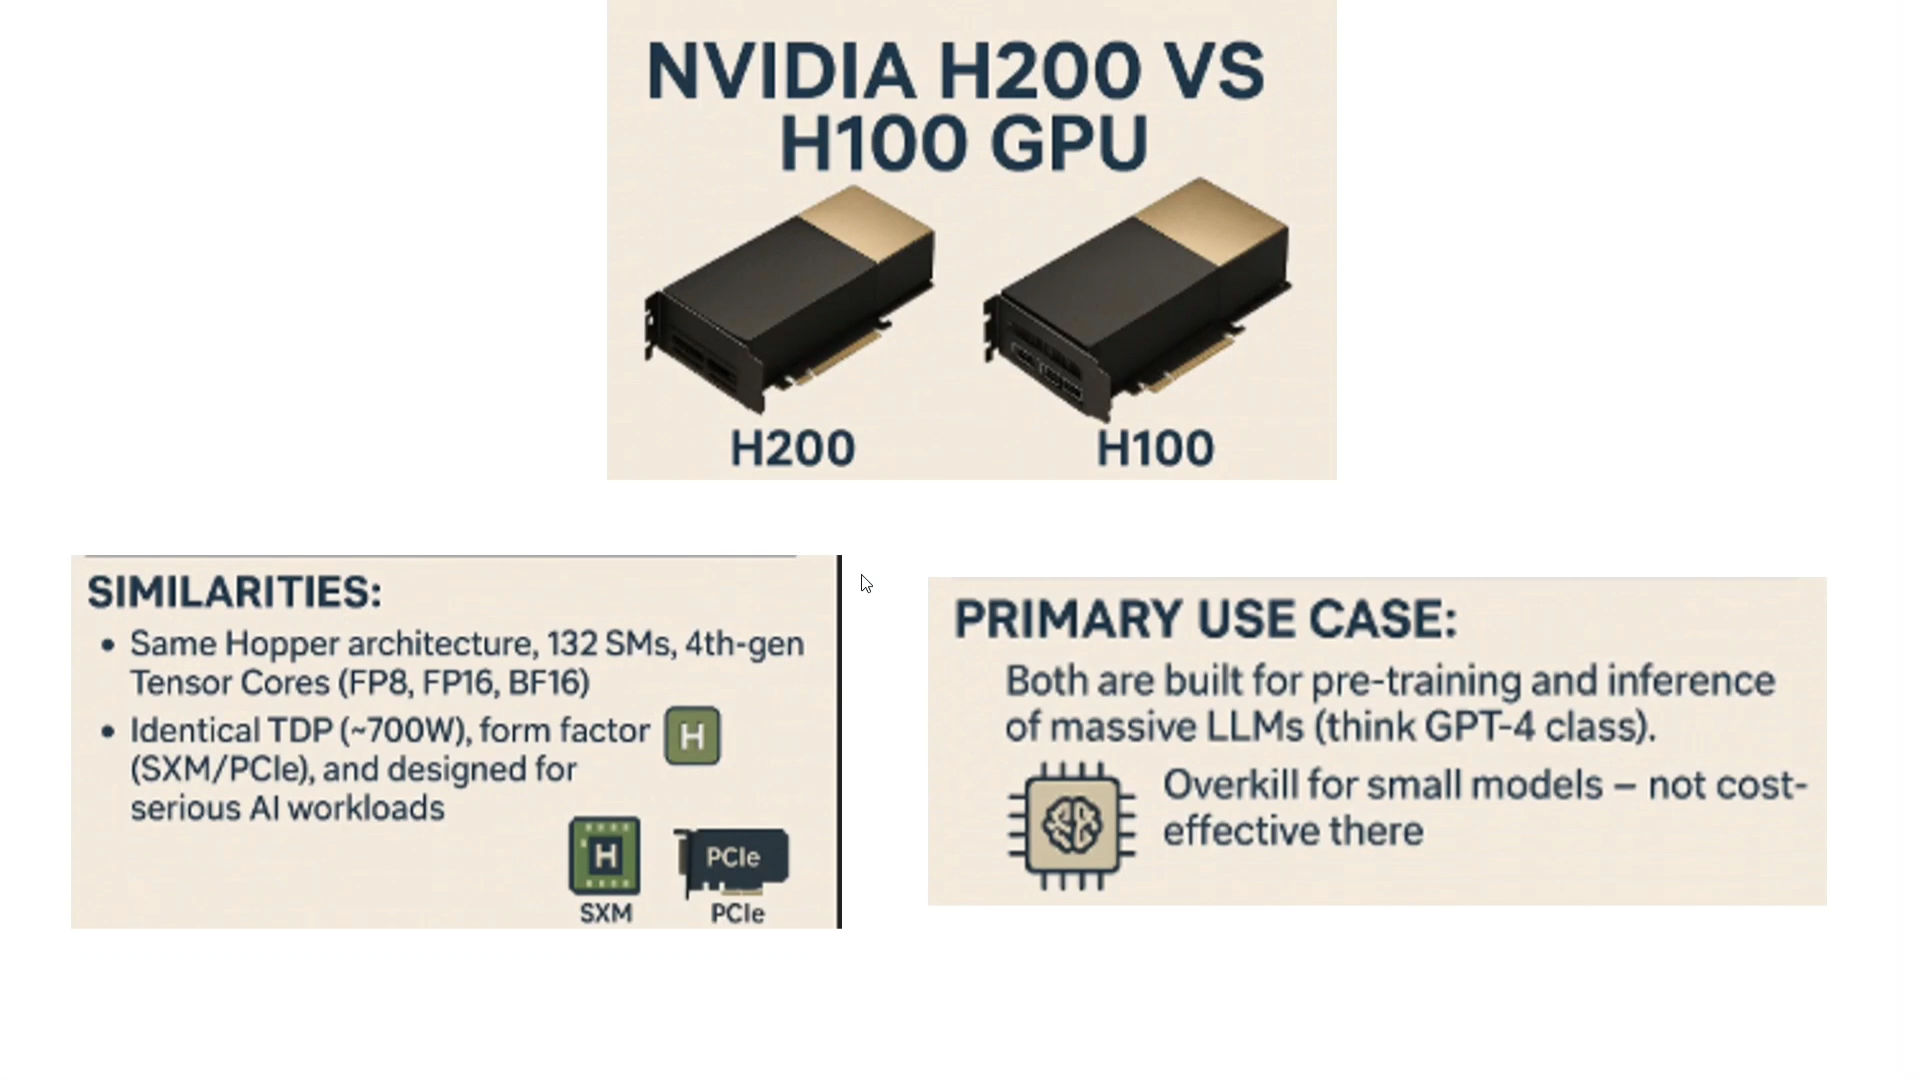 NVIDIA H200 VS
H100 GPU
H200
H100
SIMILARITIES:
• Same Hopper architecture, 132 SMs, 4th-gen
Tensor Cores (FP8, FP16, BF16)
• Identical TDP (~700W), form factor
(SXM/PCIe), and designed for
serious AI workloads
H
H
SXM
PCIe
PCIe
PRIMARY USE CASE:
Both are built for pre-training and inference
of massive LLMs (think GPT-4 class).
Overkill for small models – not cost-
effective there